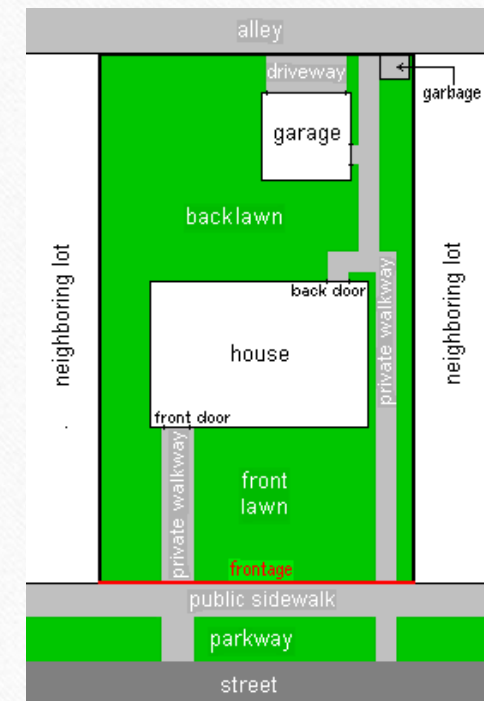 alley
driveway
garbage
garage
backlawn
neighboring lot
neighboring lot
private walkway
back door
house
front door
private walkway
front
lawn
frontage
public sidewalk
parkway
street